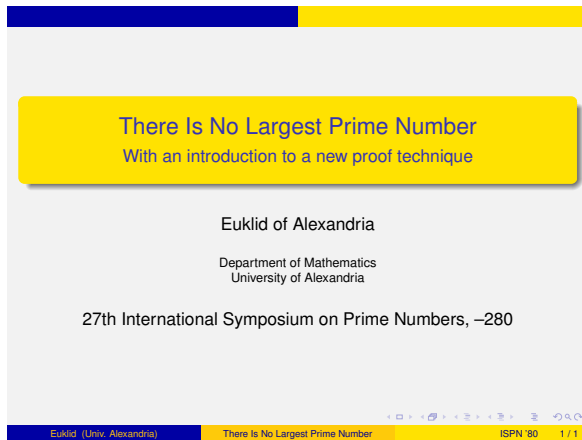 There Is No Largest Prime Number
With an introduction to a new proof technique
Euklid of Alexandria
Department of Mathematics
University of Alexandria
27th International Symposium on Prime Numbers, –280
Euklid (Univ. Alexandria) There Is No Largest Prime Number ISPN '80 1 / 1